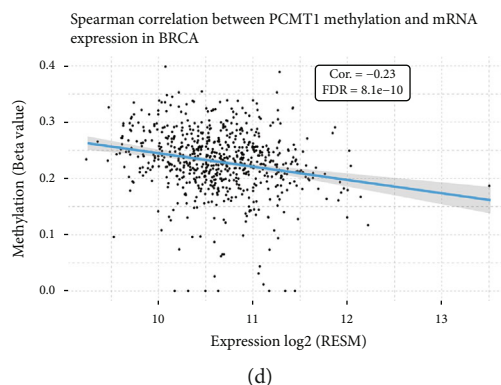 Spearman correlation between PCMT1 methylation and mRNA
expression in BRCA
Cor. = −0.23
FDR = 8.1e−10
Methylation (Beta value)
0.4
0.3
0.2
0.1
0.0
10
11
12
13
Expression log2 (RESM)
(d)